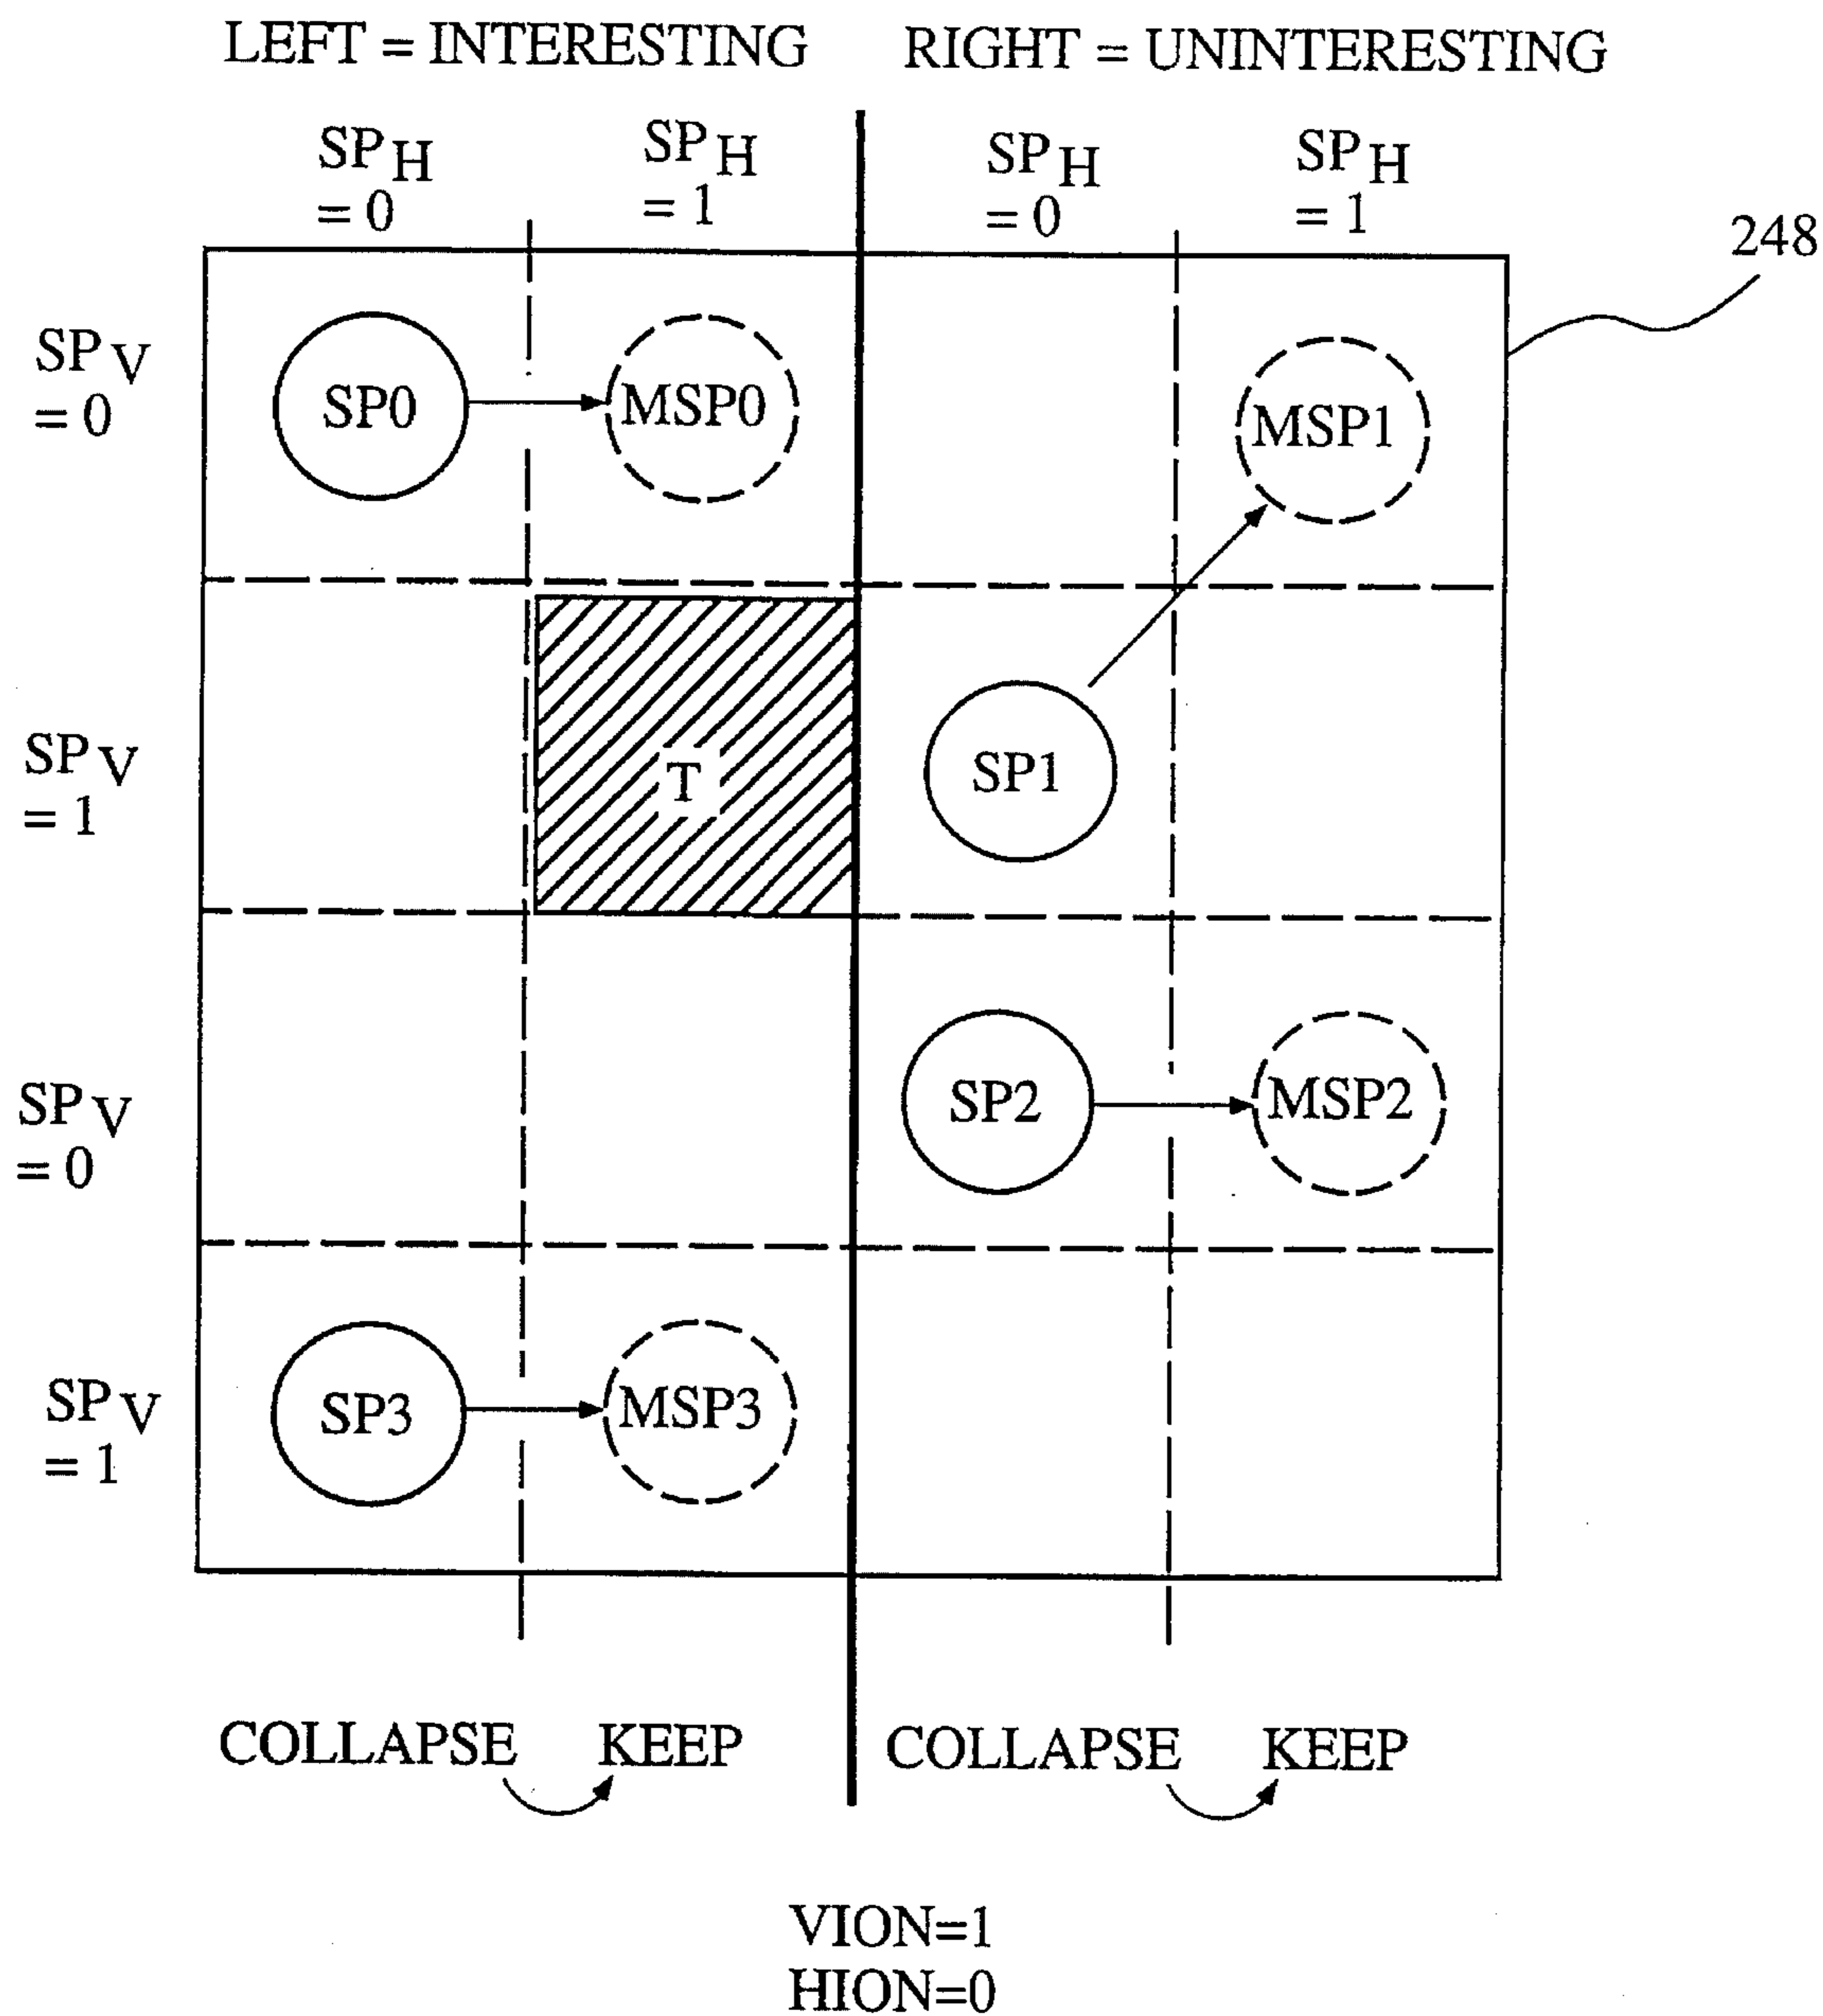 LEFT = INTERESTING RIGHT = UNINTERESTING
SP H = 0 SP H = 1 SP H = 0 SP H = 1
248
SP V = 0 SP0 MSP0 MSP1
SP V = 1 T SP1
SP V = 0 SP2 MSP2
SP V = 1 SP3 MSP3
COLLAPSE KEEP COLLAPSE KEEP
VION=1
HION=0